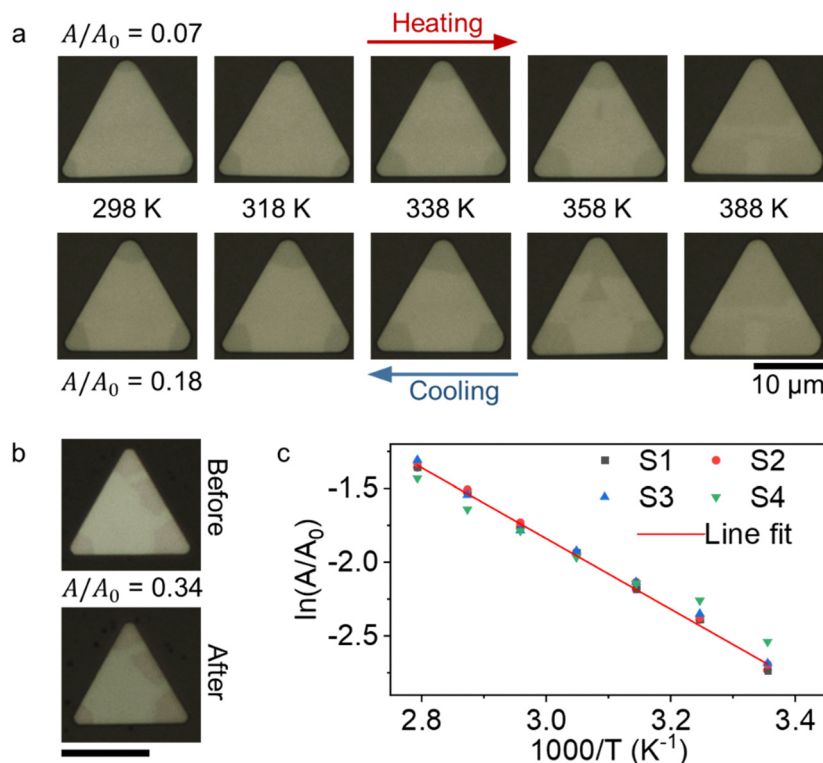 a
A/A₀ = 0.07
Heating
298 K
318 K
338 K
358 K
388 K
A/A₀ = 0.18
Cooling
10 µm
b
Before
A/A₀ = 0.34
After
c
S1
S2
S3
S4
Line fit
ln(A/A₀)
-1.5
-2.0
-2.5
2.8
3.0
3.2
3.4
1000/T (K⁻¹)